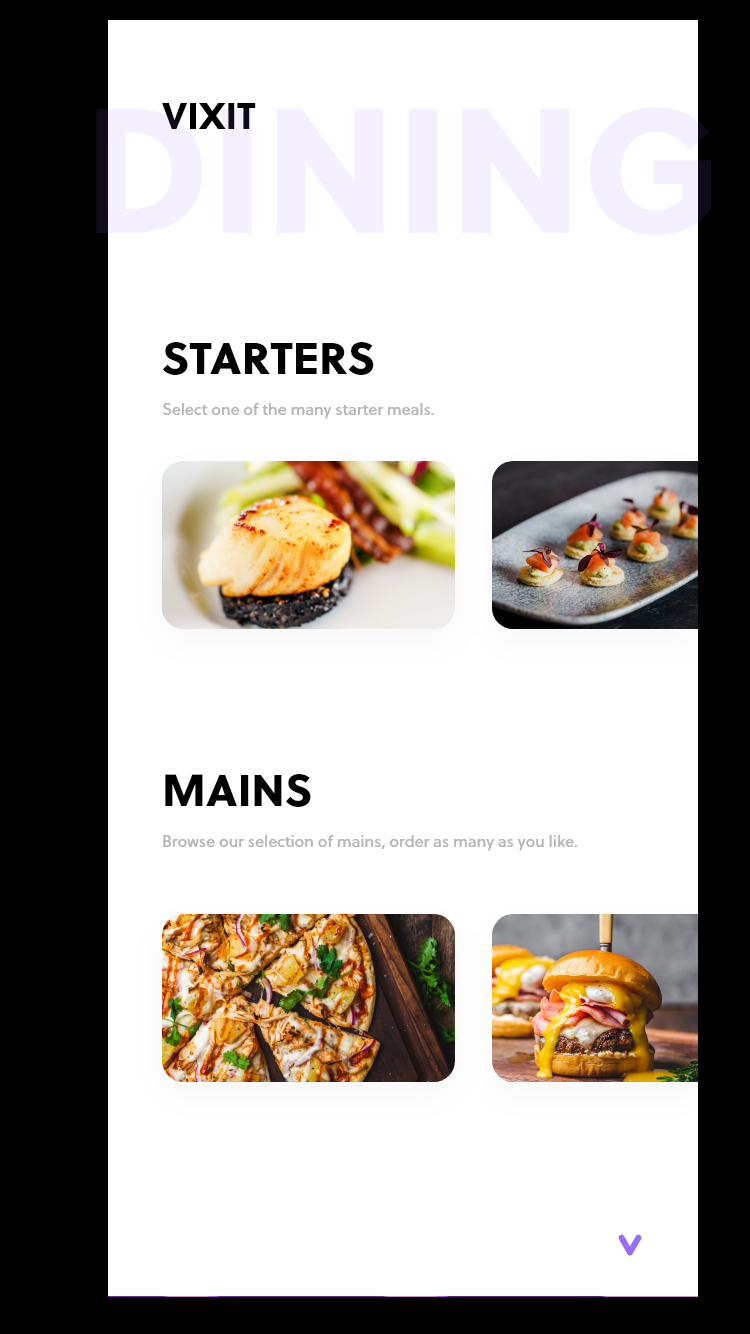 VIXIT
DINING
STARTERS
Select one of the many starter meals.
MAINS
Browse our selection of mains, order as many as you like.